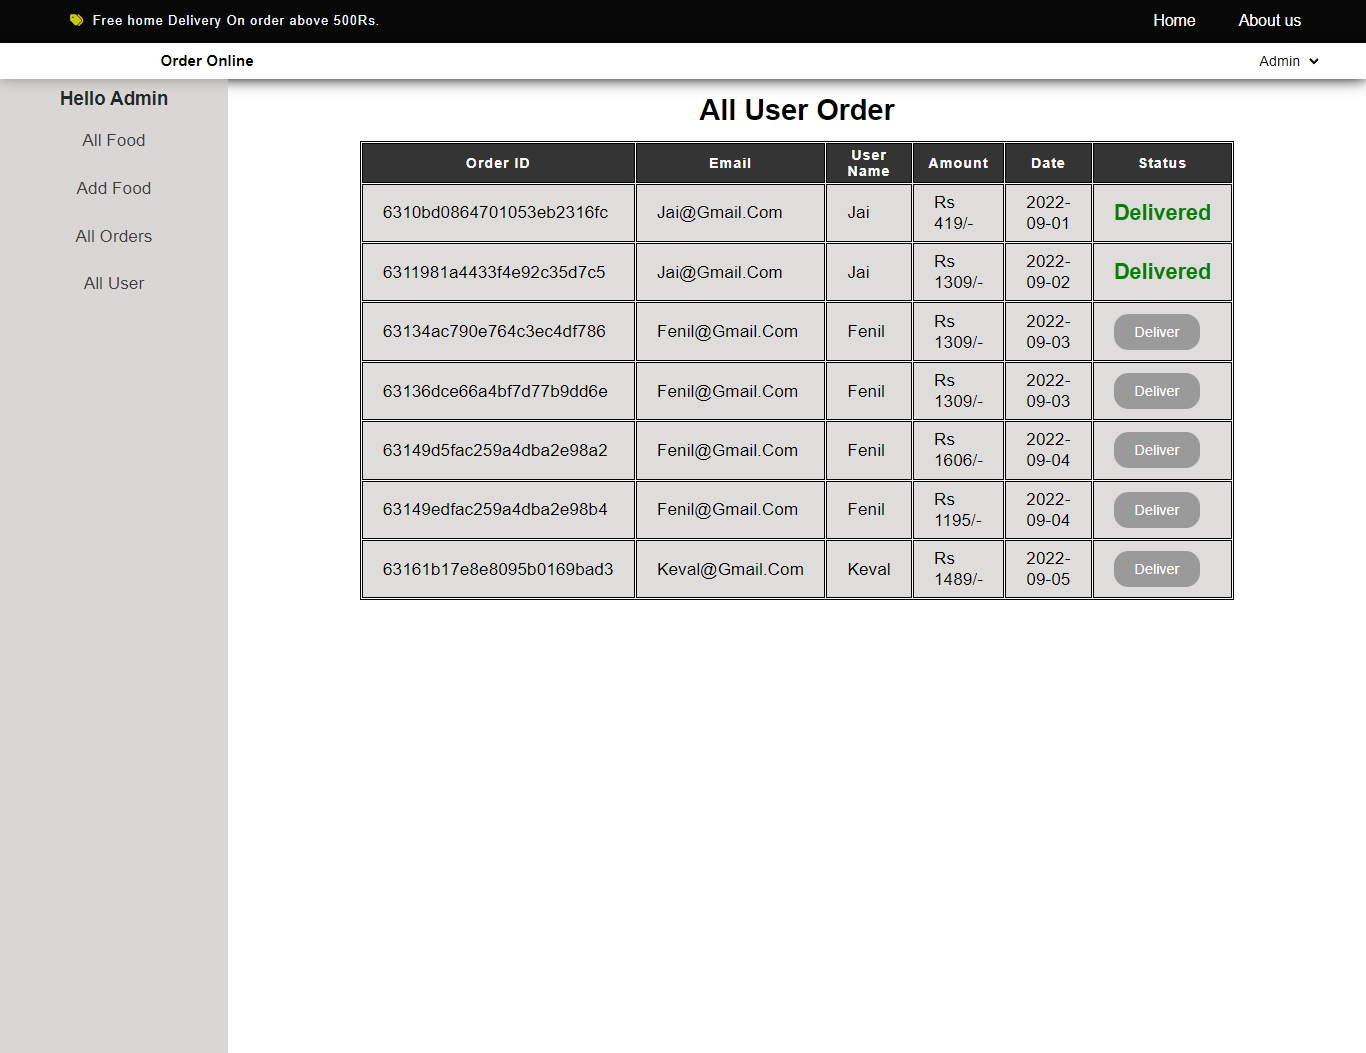 Free home Delivery On order above 500Rs.
Home
About us
Order Online
Admin
Hello Admin
All Food
Add Food
All Orders
All User
All User Order
Order ID
Email
User
Name
Amount
Date
Status
6310bd0864701053eb2316fc
Jai@Gmail.Com
Jai
Rs
419/-
2022-
09-01
Delivered
6311981a4433f4e92c35d7c5
Jai@Gmail.Com
Jai
Rs
1309/-
2022-
09-02
Delivered
63134ac790e764c3ec4df786
Fenil@Gmail.Com
Fenil
Rs
1309/-
2022-
09-03
Deliver
63136dce66a4bf7d77b9dd6e
Fenil@Gmail.Com
Fenil
Rs
1309/-
2022-
09-03
Deliver
63149d5fac259a4dba2e98a2
Fenil@Gmail.Com
Fenil
Rs
1606/-
2022-
09-04
Deliver
63149edfac259a4dba2e98b4
Fenil@Gmail.Com
Fenil
Rs
1195/-
2022-
09-04
Deliver
63161b17e8e8095b0169bad3
Keval@Gmail.Com
Keval
Rs
1489/-
2022-
09-05
Deliver